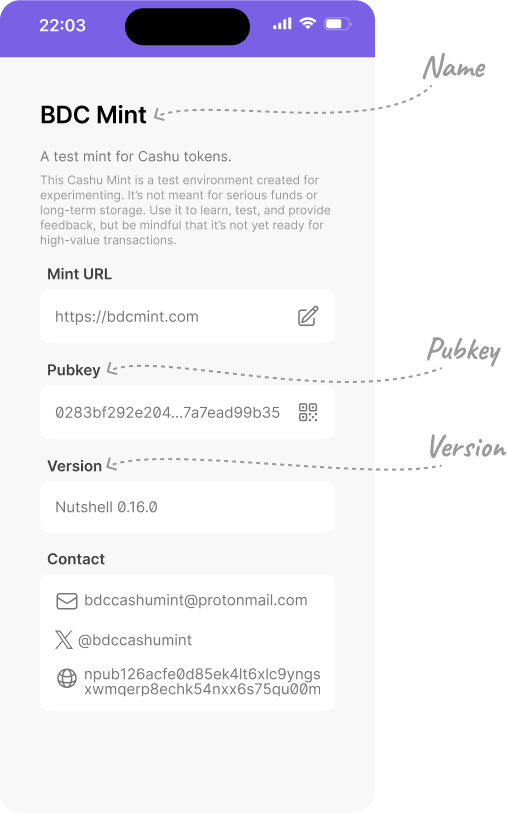 22:03
Name
BDC Mint
A test mint for Cashu tokens.
This Cashu Mint is a test environment created for
experimenting. It's not meant for serious funds or
long-term storage. Use it to learn, test, and provide
feedback, but be mindful that it's not yet ready for
high-value transactions.
Mint URL
https://bdcmint.com
Pubkey
Pubkey
0283bf292e204...7a7ead99b35
Version
Version
Nutshell 0.16.0
Contact
bdccashumint@protonmail.com
@bdccashumint
npub126acfe0d85ek4lt6xlc9yngs
xwmqerp8echk54nxx6s75qu00m